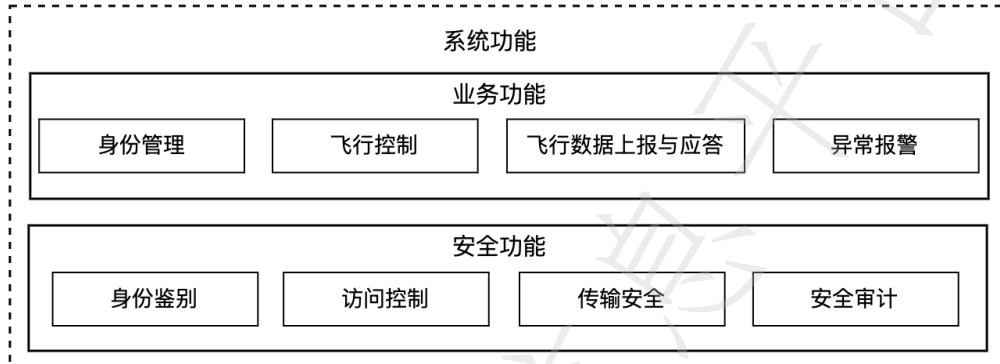 系统功能
业务功能
身份管理 飞行控制 飞行数据上报与应答 异常报警
安全功能
身份鉴别 访问控制 传输安全 安全审计
息平